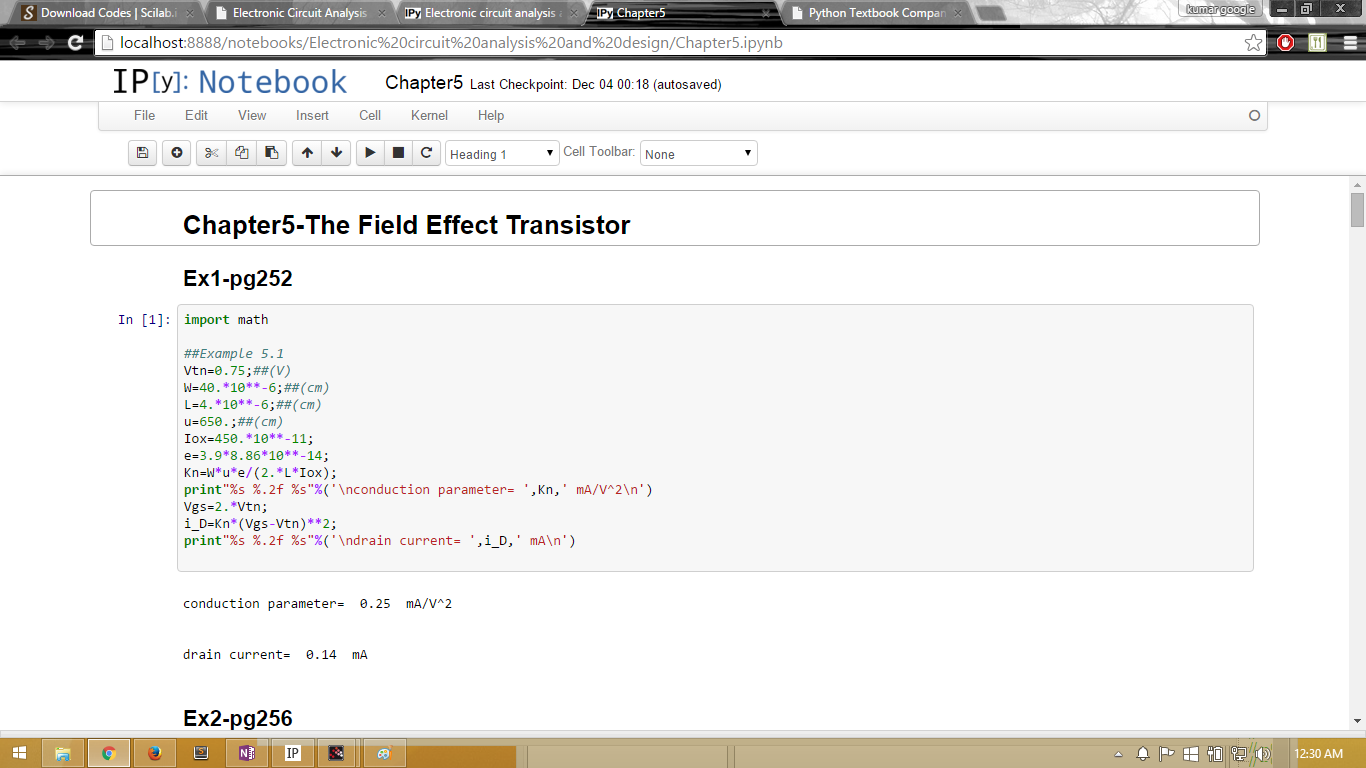 Download Codes | Scilab.i
Electronic Circuit Analysis
IPy Electronic circuit analysis
IPy Chapter5
Python Textbook Compan
kumar google
localhost:8888/notebooks/Electronic%20circuit%20analysis%20and%20design/Chapter5.ipynb
IP[y]: Notebook
Chapter5 Last Checkpoint: Dec 04 00:18 (autosaved)
File Edit View Insert Cell Kernel Help
Heading 1 Cell Toolbar: None
Chapter5-The Field Effect Transistor
Ex1-pg252
In [1]: import math
##Example 5.1
Vtn=0.75;##(V)
W=40.*10**-6;##(cm)
L=4.*10**-6;##(cm)
u=650.;##(cm)
Iox=450.*10**-11;
e=3.9*8.86*10**-14;
Kn=W*u*e/(2.*L*Iox);
print"%s %.2f %s"%('\nconduction parameter= ',Kn,' mA/V^2\n')
Vgs=2.*Vtn;
i_D=Kn*(Vgs-Vtn)**2;
print"%s %.2f %s"%('\ndrain current= ',i_D,' mA\n')
conduction parameter=  0.25  mA/V^2
drain current=  0.14  mA
Ex2-pg256
IP
12:30 AM